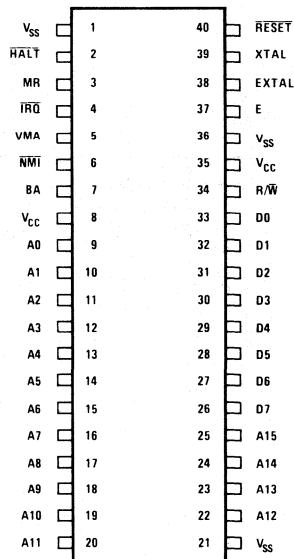 VSS 1 40 RESET
HALT 2 39 XTAL
MR 3 38 EXTAL
IRQ 4 37 E
VMA 5 36 VSS
NMI 6 35 VCC
BA 7 34 R/W
VCC 8 33 D0
A0 9 32 D1
A1 10 31 D2
A2 11 30 D3
A3 12 29 D4
A4 13 28 D5
A5 14 27 D6
A6 15 26 D7
A7 16 25 A15
A8 17 24 A14
A9 18 23 A13
A10 19 22 A12
A11 20 21 VSS